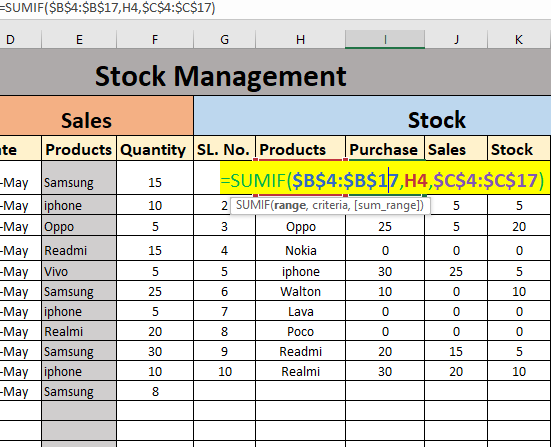 =SUMIF($B$4:$B$17,H4,$C$4:$C$17)
D E F G H I J K
Stock Management
Sales Stock
te Products Quantity SL. No. Products Purchase Sales Stock
-May Samsung 15 =SUMIF($B$4:$B$17,H4,$C$4:$C$17)
-May iphone 10 2 SUMIF(range, criteria, [sum_range]) 5 5
-May Oppo 5 3 Oppo 25 5 20
-May Readmi 15 4 Nokia 0 0 0
-May Vivo 5 5 iphone 30 25 5
-May Samsung 25 6 Walton 10 0 10
-May iphone 5 7 Lava 0 0 0
-May Realmi 20 8 Poco 0 0 0
-May Samsung 30 9 Readmi 20 15 5
-May iphone 10 10 Realmi 30 20 10
-May Samsung 8